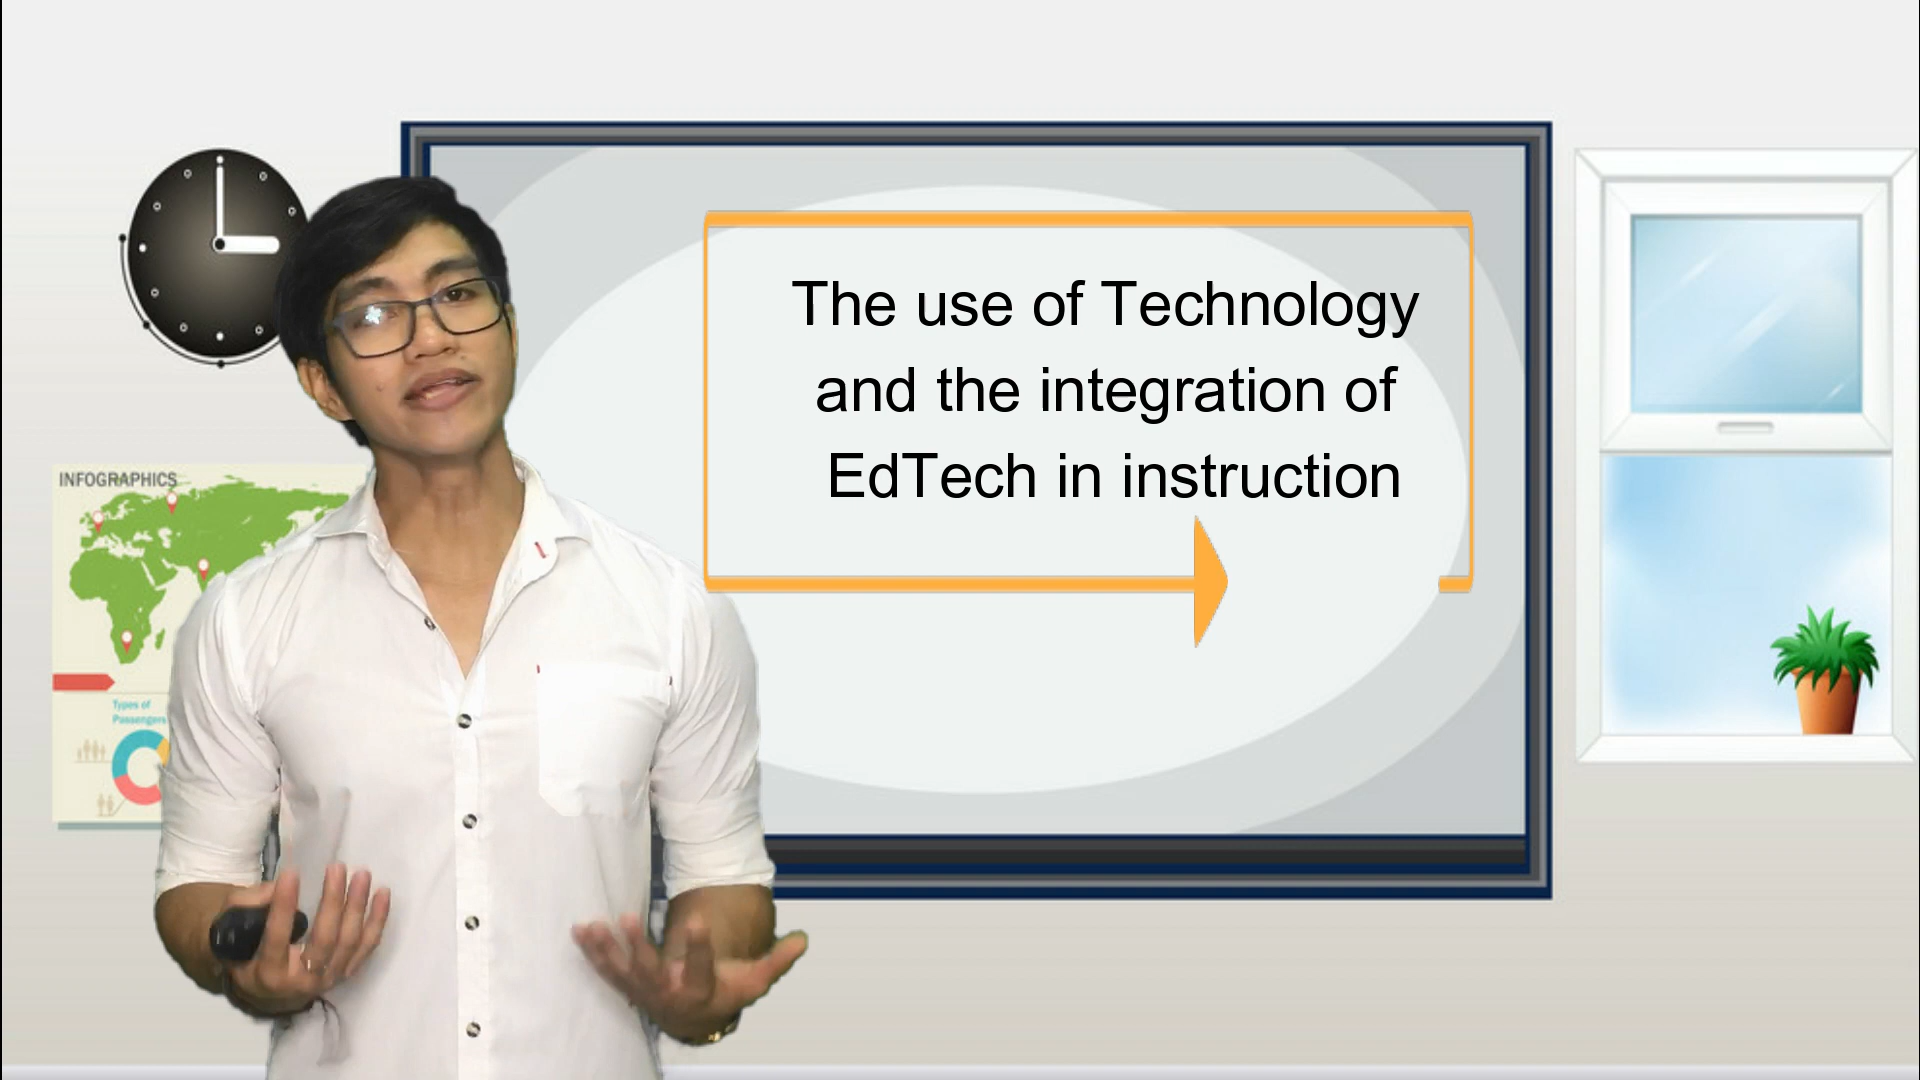 The use of Technology
and the integration of
EdTech in instruction
INFOGRAPHICS
Types of
Passengers